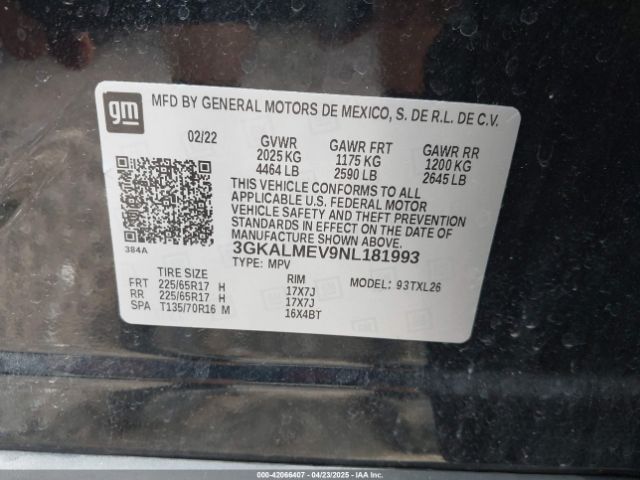 gm
MFD BY GENERAL MOTORS DE MEXICO, S. DE R.L. DE C.V.
02/22 GVWR GAWR FRT GAWR RR
2025 KG 1175 KG 1200 KG
4464 LB 2590 LB 2645 LB
THIS VEHICLE CONFORMS TO ALL
APPLICABLE U.S. FEDERAL MOTOR
VEHICLE SAFETY AND THEFT PREVENTION
STANDARDS IN EFFECT ON THE DATE OF
MANUFACTURE SHOWN ABOVE.
384A
3GKALMEV9NL181993
TYPE: MPV
TIRE SIZE RIM MODEL: 93TXL26
FRT 225/65R17 H 17X7J
RR 225/65R17 H 17X7J
SPA T135/70R16 M 16X4BT
000-42066407 - 04/23/2025 - IAA Inc.